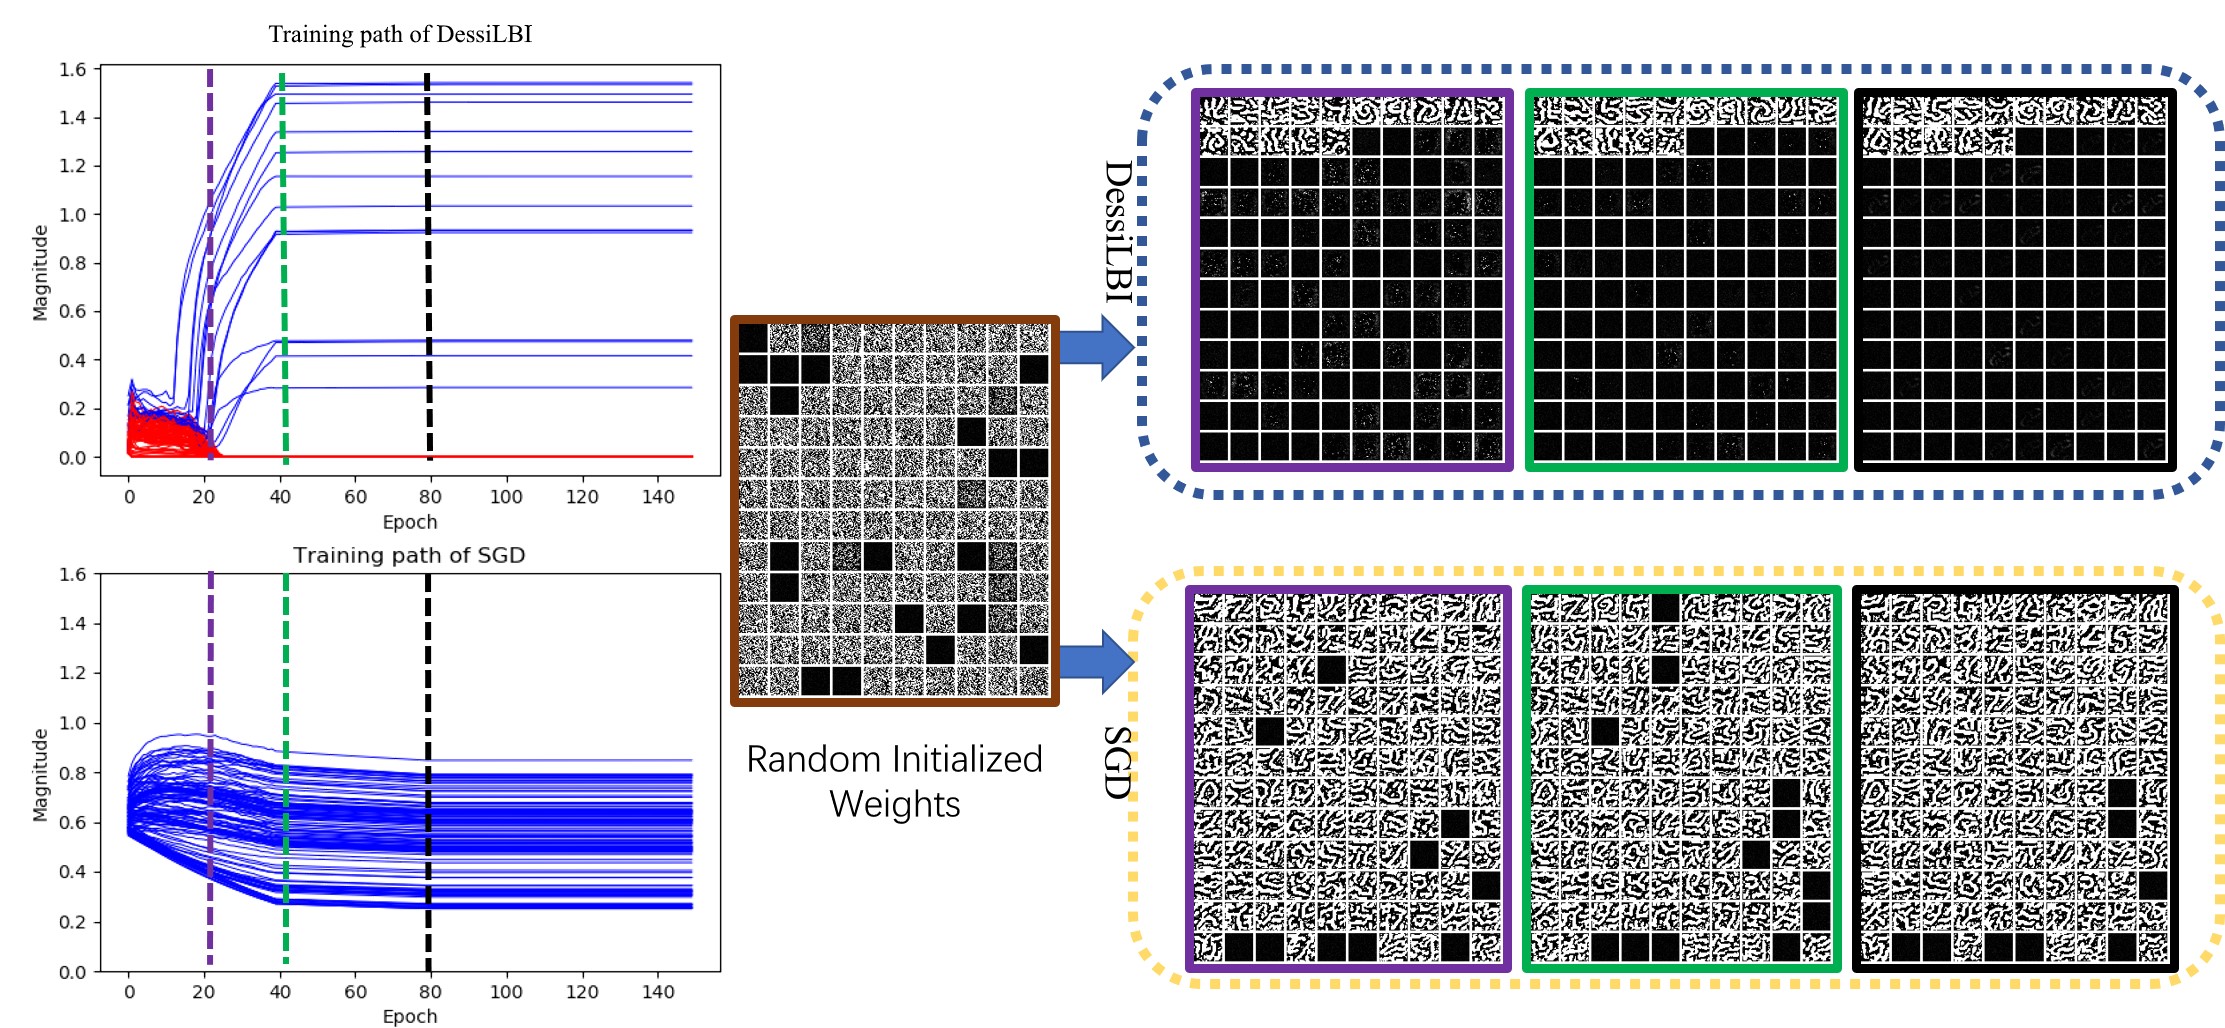 Training path of DessiLBI
1.6
1.4
1.2
1.0
0.8
0.6
0.4
0.2
0.0
Magnitude
0 20 40 60 80 100 120 140
Epoch
Training path of SGD
1.6
1.4
1.2
1.0
0.8
0.6
0.4
0.2
0.0
Magnitude
0 20 40 60 80 100 120 140
Epoch
Random Initialized
Weights
DessiLBI
SGD